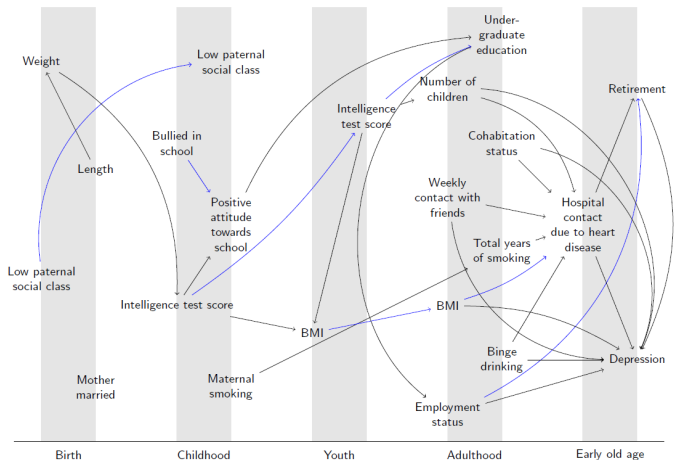 Weight
Length
Low paternal
social class
Mother
married
Low paternal
social class
Bullied in
school
Positive
attitude
towards
school
Intelligence test score
Maternal
smoking
Intelligence
test score
BMI
Under-
graduate
education
Number of
children
Cohabitation
status
Weekly
contact with
friends
Total years
of smoking
BMI
Binge
drinking
Employment
status
Retirement
Hospital
contact
due to heart
disease
Depression
Birth
Childhood
Youth
Adulthood
Early old age